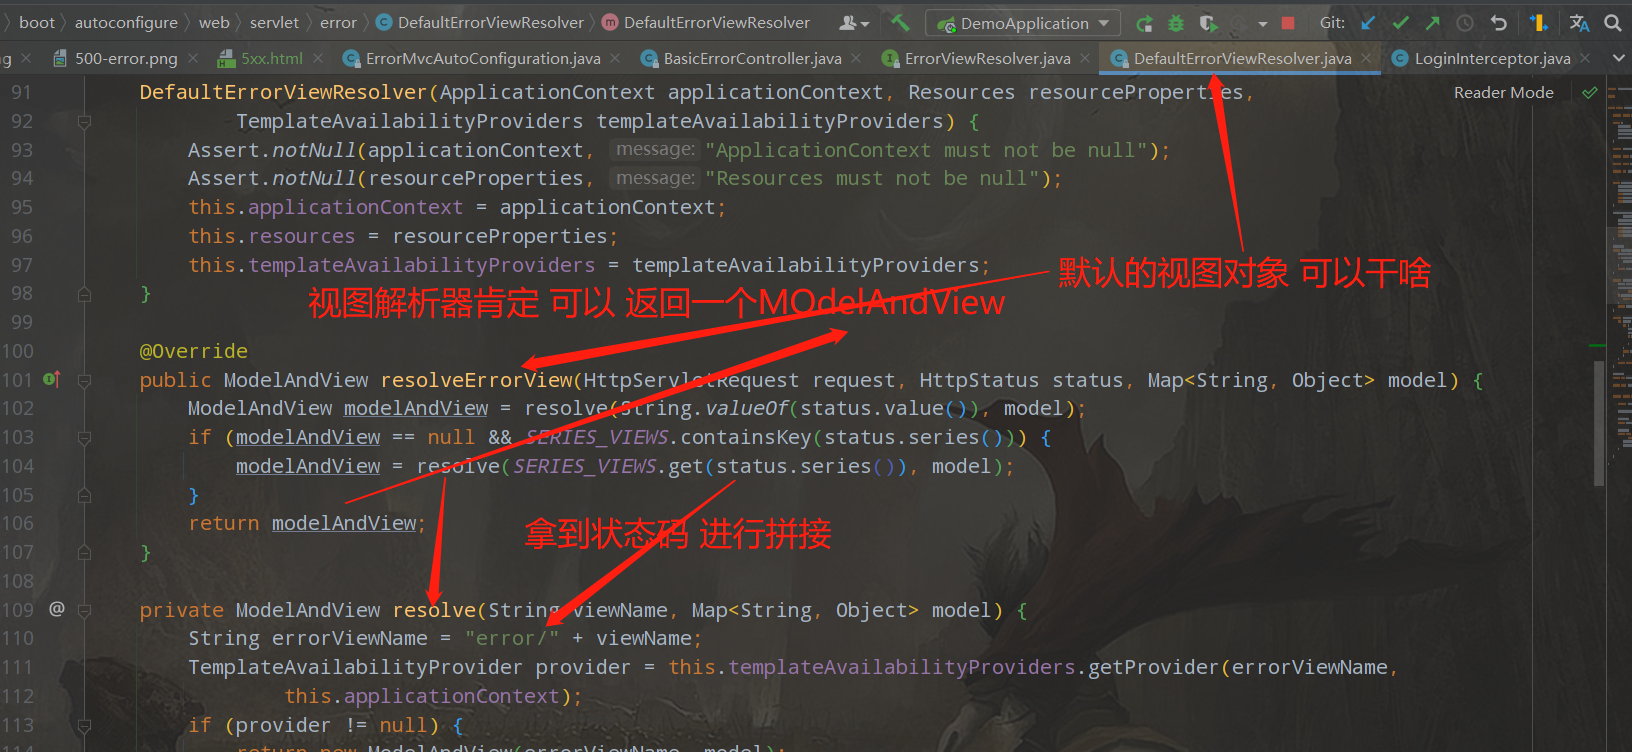 boot autoconfigure web servlet error DefaultErrorViewResolver DefaultErrorViewResolver DemoApplication Git:
ng 500-error.png 5xx.html ErrorMvcAutoConfiguration.java BasicErrorController.java ErrorViewResolver.java DefaultErrorViewResolver.java LoginInterceptor.java
Reader Mode
91 DefaultErrorViewResolver(ApplicationContext applicationContext, Resources resourceProperties,
92 TemplateAvailabilityProviders templateAvailabilityProviders) {
93 Assert.notNull(applicationContext, message: "ApplicationContext must not be null");
94 Assert.notNull(resourceProperties, message: "Resources must not be null");
95 this.applicationContext = applicationContext;
96 this.resources = resourceProperties;
97 this.templateAvailabilityProviders = templateAvailabilityProviders;
默认的视图对象 可以干啥
98 }
视图解析器肯定 可以 返回一个MOdelAndView
99
100 @Override
101 public ModelAndView resolveErrorView(HttpServletRequest request, HttpStatus status, Map<String, Object> model) {
102 ModelAndView modelAndView = resolve(String.valueOf(status.value()), model);
103 if (modelAndView == null && SERIES_VIEWS.containsKey(status.series())) {
104 modelAndView = resolve(SERIES_VIEWS.get(status.series()), model);
105 }
106 return modelAndView;
拿到状态码 进行拼接
107 }
108
109 @ private ModelAndView resolve(String viewName, Map<String, Object> model) {
110 String errorViewName = "error/" + viewName;
111 TemplateAvailabilityProvider provider = this.templateAvailabilityProviders.getProvider(errorViewName,
112 this.applicationContext);
113 if (provider != null) {
114 return new ModelAndView(errorViewName, model);